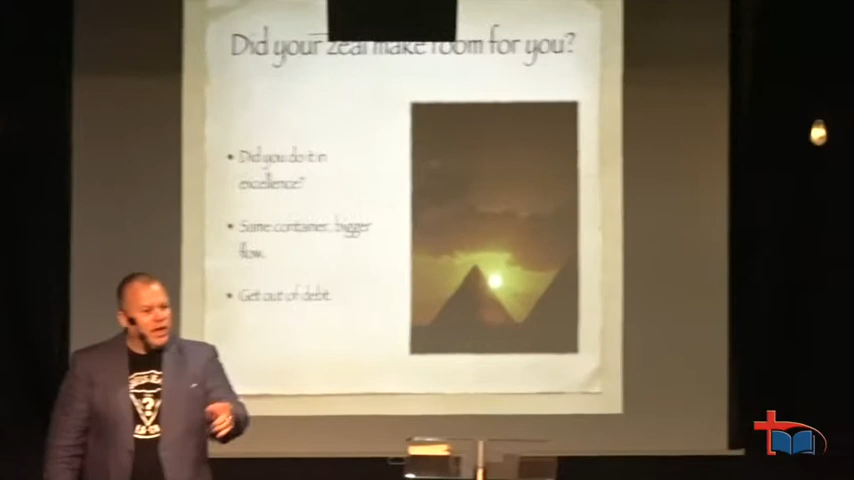 Did your zeal make room for you?
• Did you do it in
excellence?
• Same container, bigger
flow.
• Get out of debt.
?